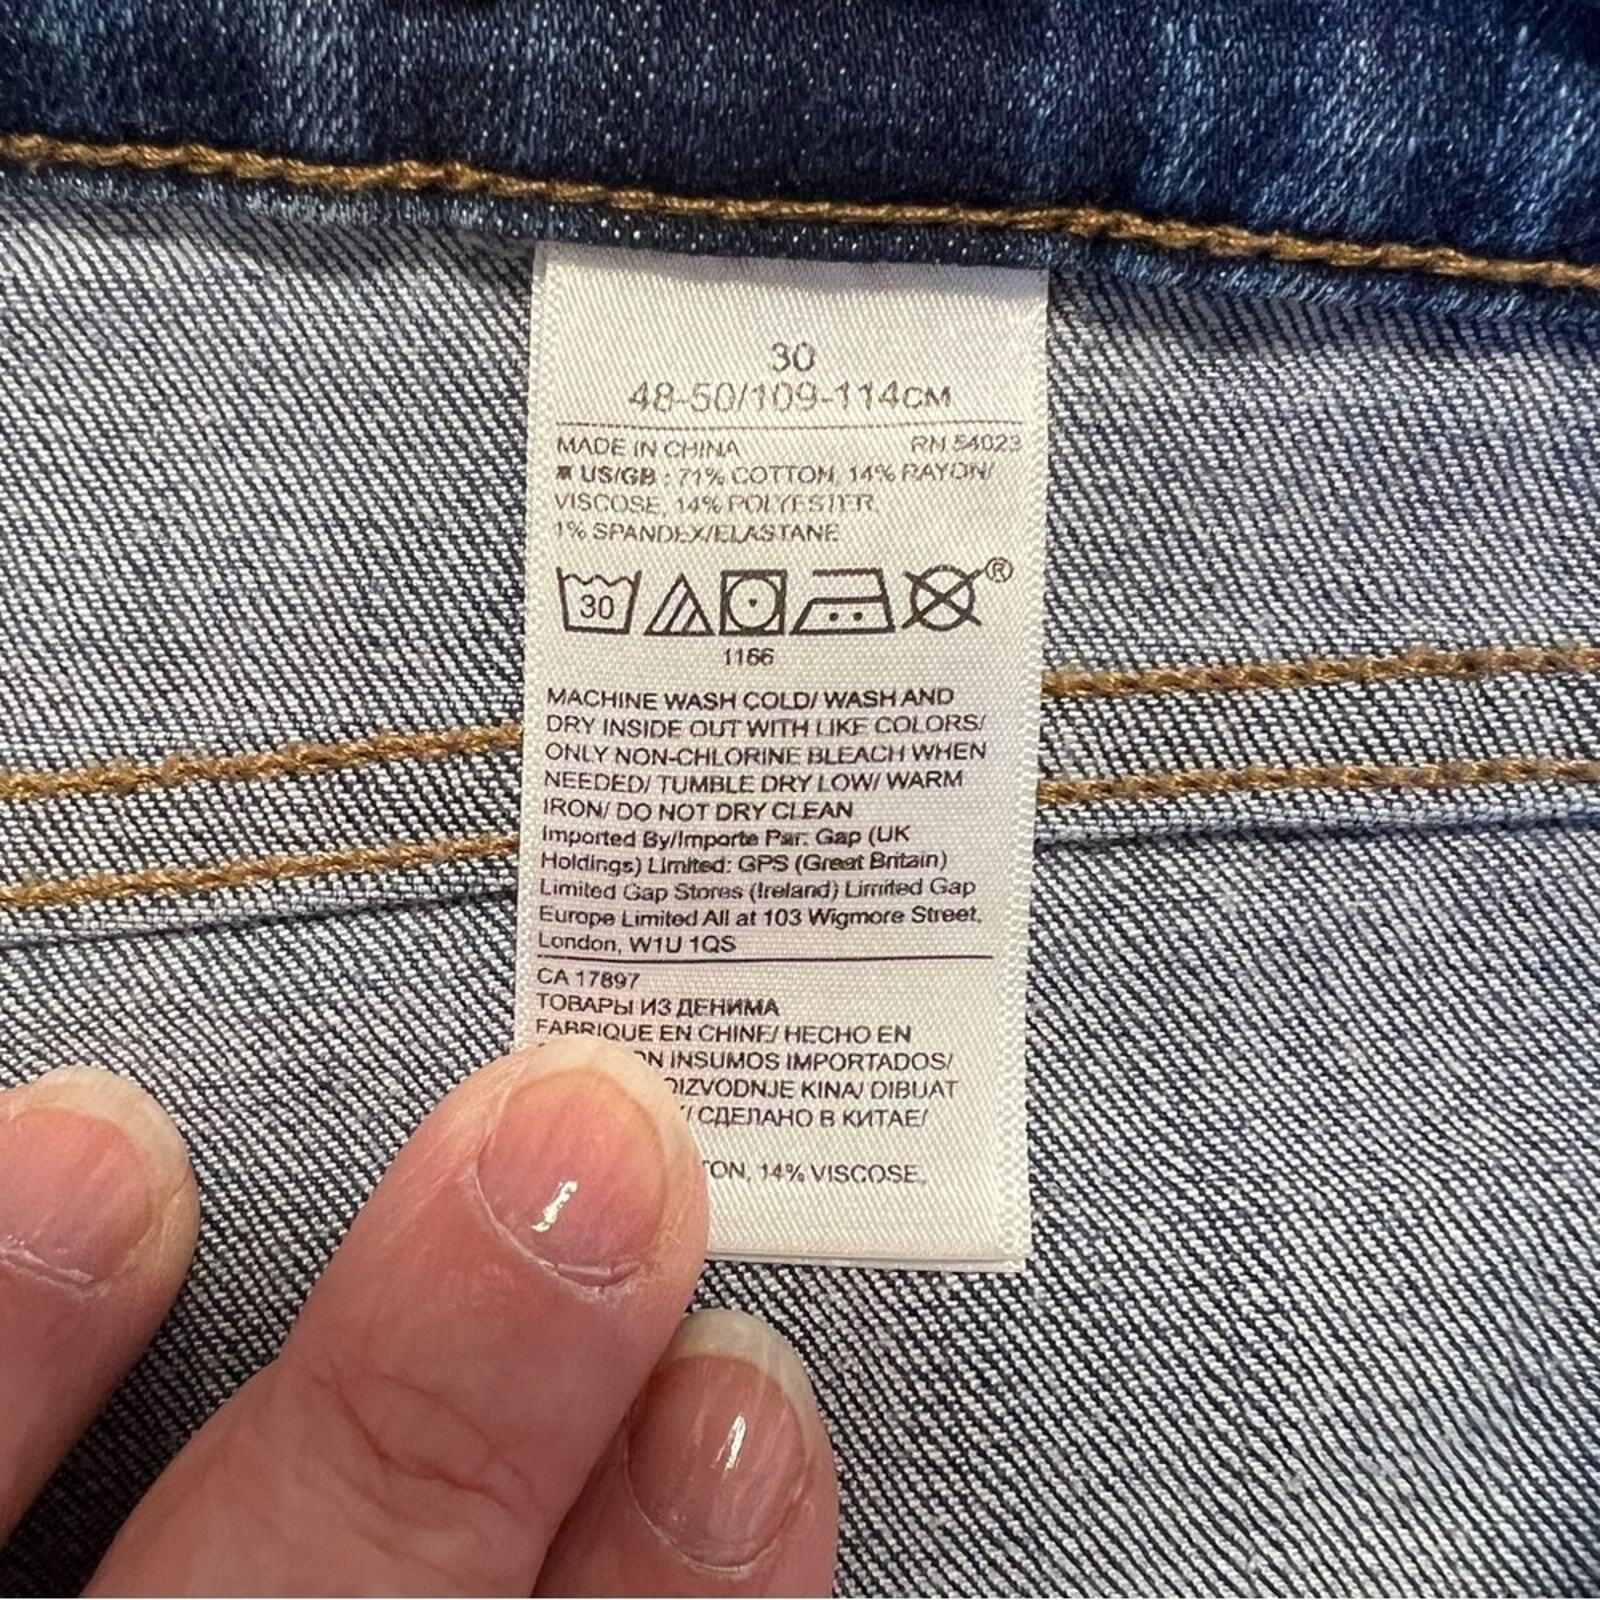 30
48-50/109-114CM
MADE IN CHINA RN 54023
US/GB : 71% COTTON, 14% RAYON/
VISCOSE, 14% POLYESTER,
1% SPANDEX/ELASTANE
30 ®
1166
MACHINE WASH COLD/ WASH AND
DRY INSIDE OUT WITH LIKE COLORS/
ONLY NON-CHLORINE BLEACH WHEN
NEEDED/ TUMBLE DRY LOW/ WARM
IRON/ DO NOT DRY CLEAN
Imported By/Importe Par: Gap (UK
Holdings) Limited: GPS (Great Britain)
Limited Gap Stores (Ireland) Limited Gap
Europe Limited All at 103 Wigmore Street,
London, W1U 1QS
CA 17897
ТОВАРЫ ИЗ ДЕНИМА
FABRIQUE EN CHINE/ HECHO EN
INSUMOS IMPORTADOS/
KINA/ DIBUAT
/ СДЕЛАНО В КИТАЕ/
14% VISCOSE,